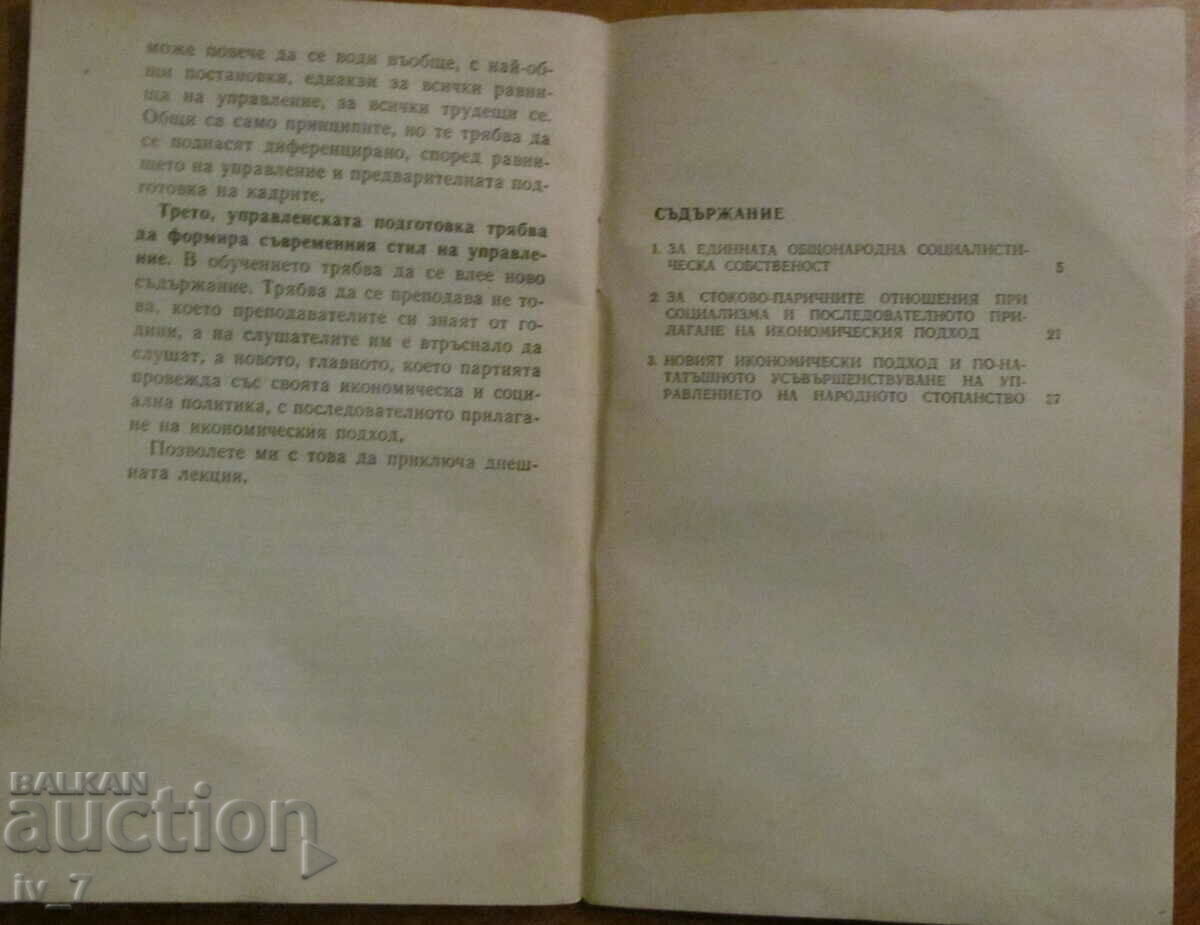 може повече да се води въобще, с най-об-
щи постановки, еднакви за всички равни-
ща на управление, за всички трудещи се.
Общи са само принципите, но те трябва да
се поднасят диференцирано, според равни-
щето на управление и предварителната под-
готовка на кадрите.
Трето, управленската подготовка трябва
да формира съвременния стил на управле-
ние. В обучението трябва да се влее ново
съдържание. Трябва да се преподава не то-
ва, което преподавателите си знаят от го-
дини, а на слушателите им е втръснало да
слушат, а новото, главното, което партията
провежда със своята икономическа и соци-
ална политика, с последователното прилага-
не на икономическия подход.
Позволете ми с това да приключа днеш-
ната лекция.
СЪДЪРЖАНИЕ
1. ЗА ЕДИННАТА ОБЩОНАРОДНА СОЦИАЛИСТИ-
ЧЕСКА СОБСТВЕНОСТ 5
2. ЗА СТОКОВО-ПАРИЧНИТЕ ОТНОШЕНИЯ ПРИ
СОЦИАЛИЗМА И ПОСЛЕДОВАТЕЛНОТО ПРИ-
ЛАГАНЕ НА ИКОНОМИЧЕСКИЯ ПОДХОД 21
3. НОВИЯТ ИКОНОМИЧЕСКИ ПОДХОД И ПО-НА-
ТАТЪШНОТО УСЪВЪРШЕНСТВУВАНЕ НА УП-
РАВЛЕНИЕТО НА НАРОДНОТО СТОПАНСТВО 37
BALKAN
auction
iv_7